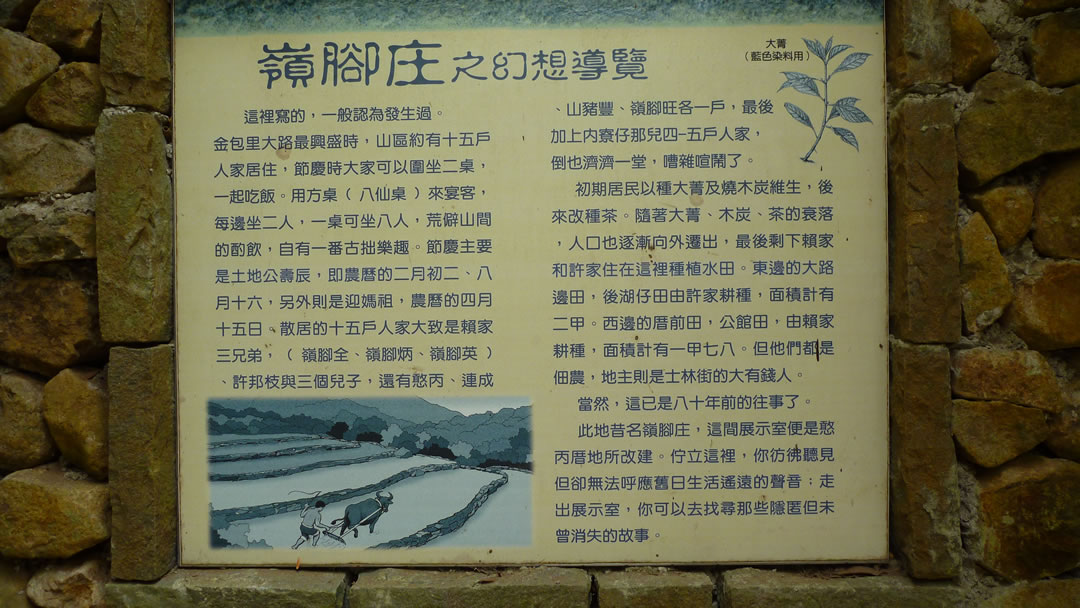 嶺腳庄之幻想導覽
大菁
（藍色染料用）
這裡寫的，一般認為發生過。
金包里大路最興盛時，山區約有十五戶
人家居住，節慶時大家可以圍坐二桌，
一起吃飯。用方桌（八仙桌）來宴客，
每邊坐二人，一桌可坐八人，荒僻山間
的酌飲，自有一番古拙樂趣。節慶主要
是土地公壽辰，即農曆的二月初二、八
月十六，另外則是迎媽祖，農曆的四月
十五日。散居的十五戶人家大致是賴家
三兄弟，（嶺腳全、嶺腳炳、嶺腳英）
、許邦枝與三個兒子，還有憨丙、連成
、山豬豐、嶺腳旺各一戶，最後
加上內寮仔那兒四-五戶人家，
倒也濟濟一堂，嘈雜喧鬧了。
初期居民以種大菁及燒木炭維生，後
來改種茶。隨著大菁、木炭、茶的衰落
，人口也逐漸向外遷出，最後剩下賴家
和許家住在這裡種植水田。東邊的大路
邊田，後湖仔田由許家耕種，面積計有
二甲。西邊的厝前田，公館田，由賴家
耕種，面積計有一甲七八。但他們都是
佃農，地主則是士林街的大有錢人。
當然，這已是八十年前的往事了。
此地昔名嶺腳庄，這間展示室便是憨
丙厝地所改建。佇立這裡，你彷彿聽見
但卻無法呼應舊日生活遙遠的聲音；走
出展示室，你可以去找尋那些隱匿但未
曾消失的故事。